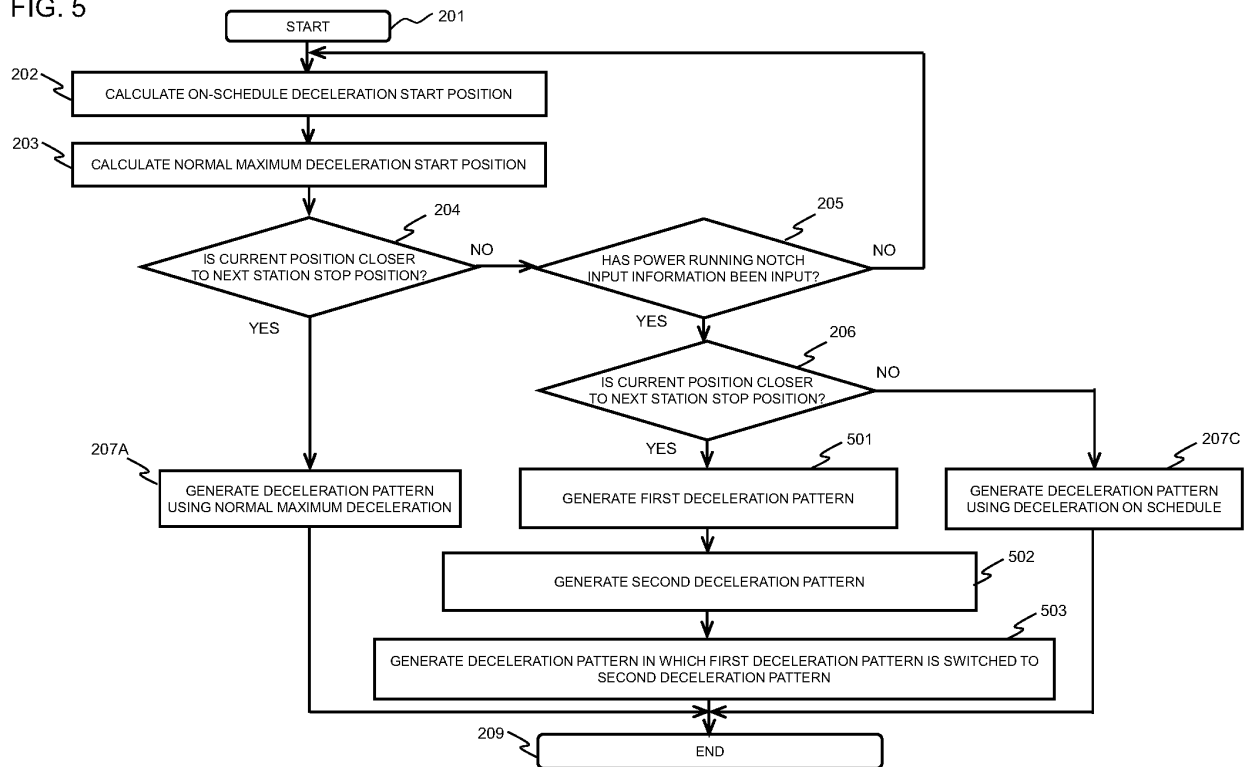 FIG. 5
START
201
202
CALCULATE ON-SCHEDULE DECELERATION START POSITION
203
CALCULATE NORMAL MAXIMUM DECELERATION START POSITION
204
IS CURRENT POSITION CLOSER
TO NEXT STATION STOP POSITION?
NO
YES
205
HAS POWER RUNNING NOTCH
INPUT INFORMATION BEEN INPUT?
NO
YES
206
IS CURRENT POSITION CLOSER
TO NEXT STATION STOP POSITION?
NO
YES
207A
GENERATE DECELERATION PATTERN
USING NORMAL MAXIMUM DECELERATION
501
GENERATE FIRST DECELERATION PATTERN
207C
GENERATE DECELERATION PATTERN
USING DECELERATION ON SCHEDULE
502
GENERATE SECOND DECELERATION PATTERN
503
GENERATE DECELERATION PATTERN IN WHICH FIRST DECELERATION PATTERN IS SWITCHED TO
SECOND DECELERATION PATTERN
209
END